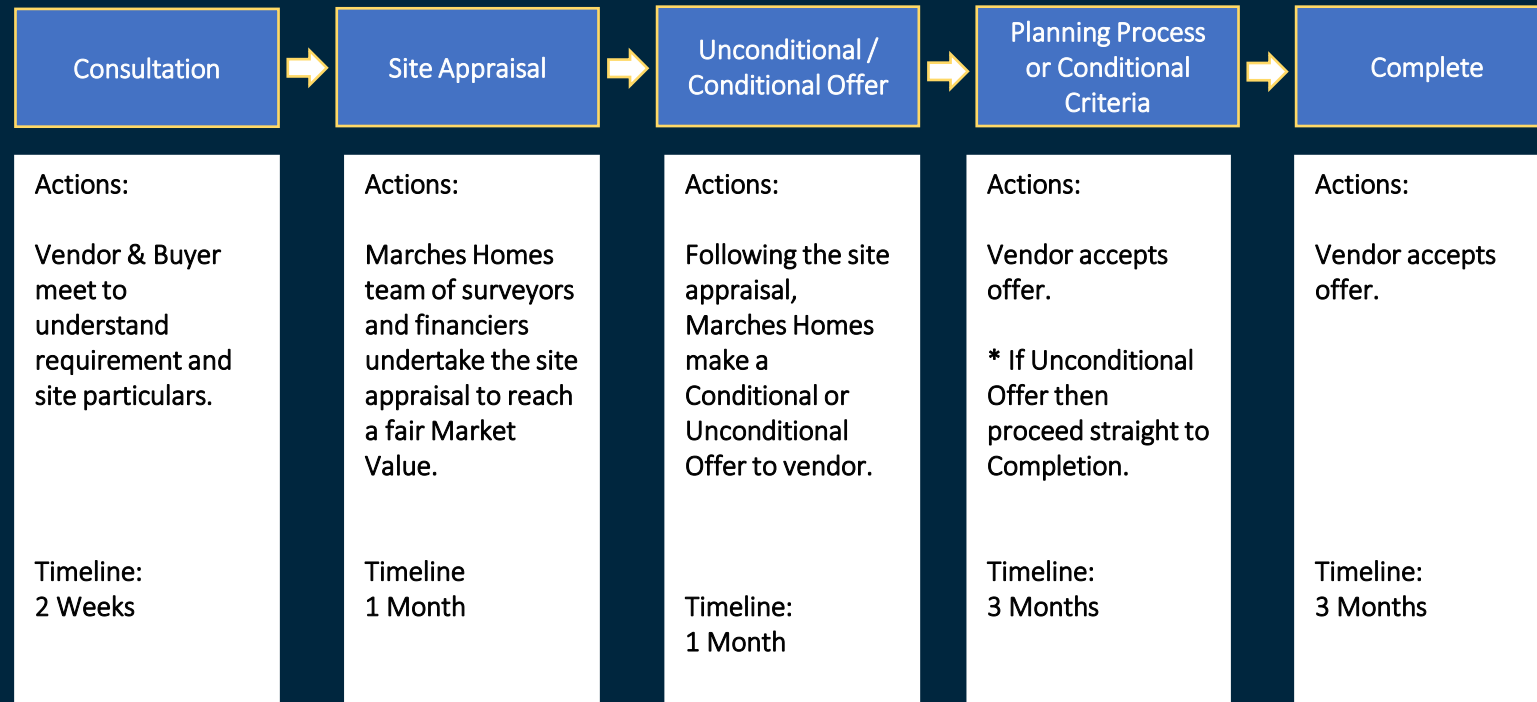 Consultation
Site Appraisal
Unconditional /
Conditional Offer
Planning Process
or Conditional
Criteria
Complete
Actions:
Vendor & Buyer
meet to
understand
requirement and
site particulars.
Timeline:
2 Weeks
Actions:
Marches Homes
team of surveyors
and financiers
undertake the site
appraisal to reach
a fair Market
Value.
Timeline
1 Month
Actions:
Following the site
appraisal,
Marches Homes
make a
Conditional or
Unconditional
Offer to vendor.
Timeline:
1 Month
Actions:
Vendor accepts
offer.
* If Unconditional
Offer then
proceed straight to
Completion.
Timeline:
3 Months
Actions:
Vendor accepts
offer.
Timeline:
3 Months